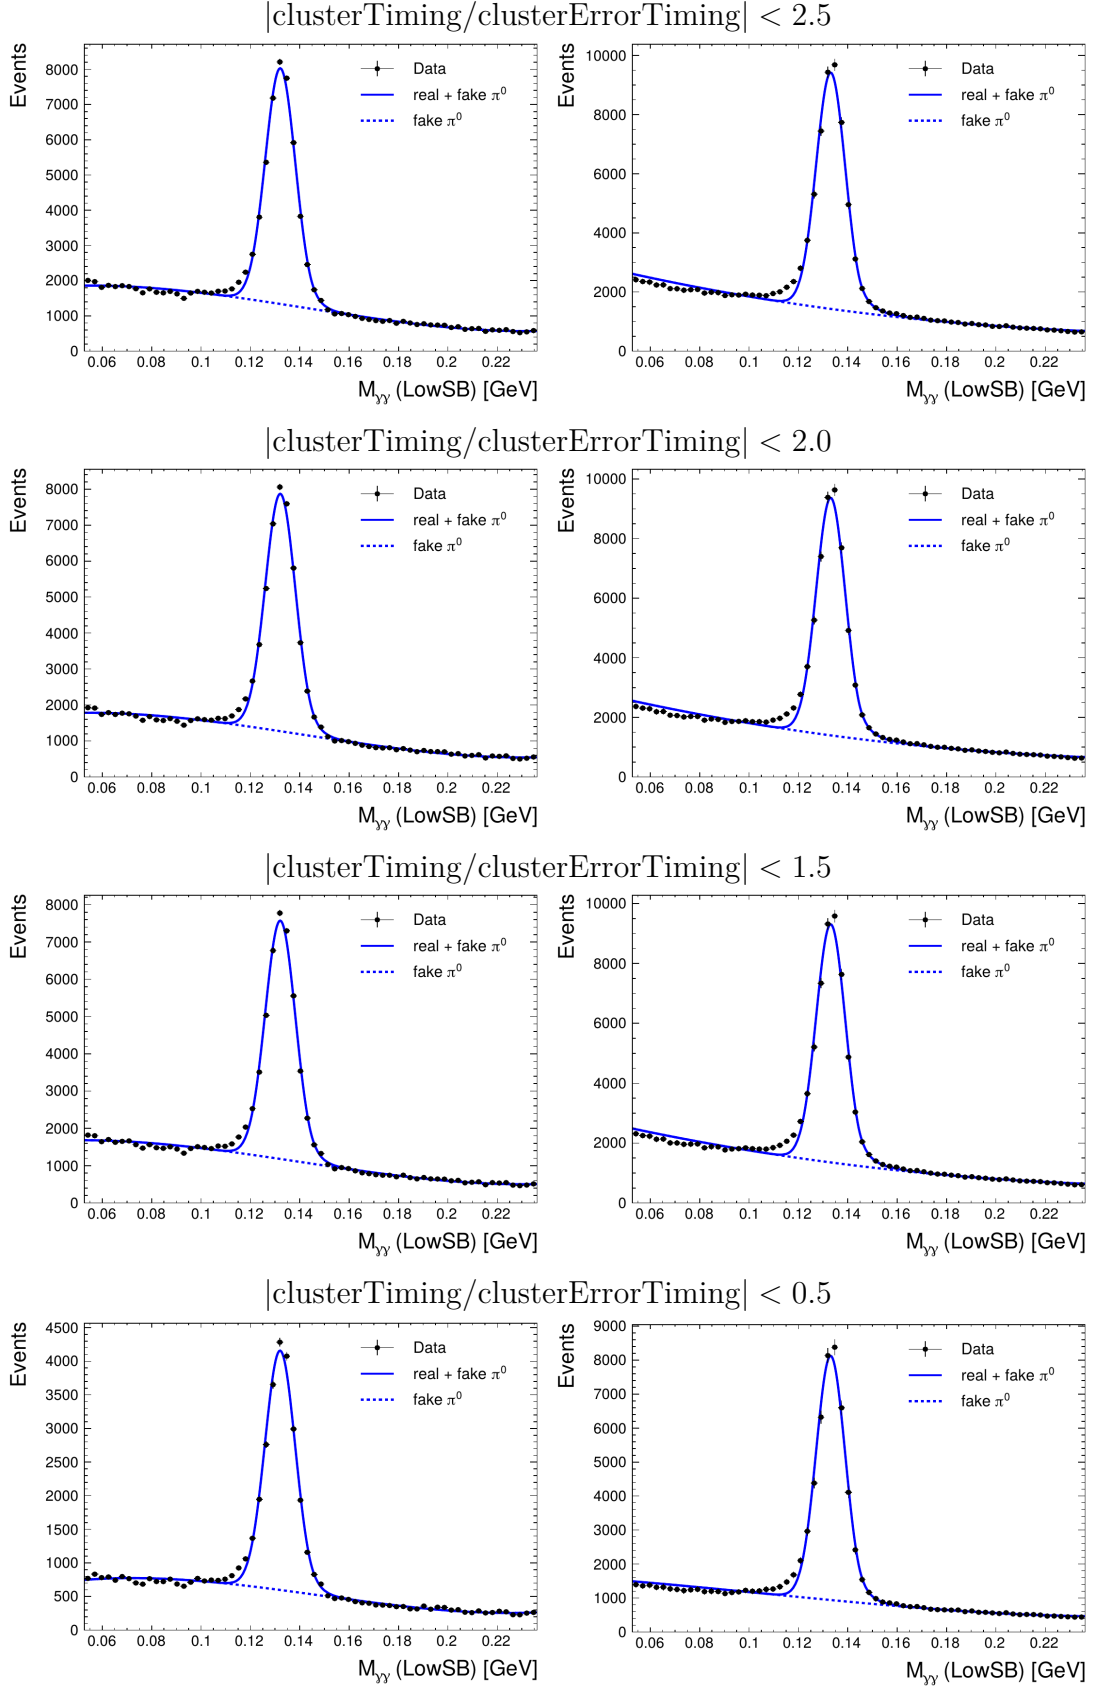 |clusterTiming/clusterErrorTiming| < 2.5
Events
8000
7000
6000
5000
4000
3000
2000
1000
0
Data
real + fake π⁰
fake π⁰
0.06 0.08 0.1 0.12 0.14 0.16 0.18 0.2 0.22
Mγγ (LowSB) [GeV]
Events
10000
8000
6000
4000
2000
0
Data
real + fake π⁰
fake π⁰
0.06 0.08 0.1 0.12 0.14 0.16 0.18 0.2 0.22
Mγγ (LowSB) [GeV]
|clusterTiming/clusterErrorTiming| < 2.0
Events
8000
7000
6000
5000
4000
3000
2000
1000
0
Data
real + fake π⁰
fake π⁰
0.06 0.08 0.1 0.12 0.14 0.16 0.18 0.2 0.22
Mγγ (LowSB) [GeV]
Events
10000
8000
6000
4000
2000
0
Data
real + fake π⁰
fake π⁰
0.06 0.08 0.1 0.12 0.14 0.16 0.18 0.2 0.22
Mγγ (LowSB) [GeV]
|clusterTiming/clusterErrorTiming| < 1.5
Events
8000
7000
6000
5000
4000
3000
2000
1000
0
Data
real + fake π⁰
fake π⁰
0.06 0.08 0.1 0.12 0.14 0.16 0.18 0.2 0.22
Mγγ (LowSB) [GeV]
Events
10000
8000
6000
4000
2000
0
Data
real + fake π⁰
fake π⁰
0.06 0.08 0.1 0.12 0.14 0.16 0.18 0.2 0.22
Mγγ (LowSB) [GeV]
|clusterTiming/clusterErrorTiming| < 0.5
Events
4500
4000
3500
3000
2500
2000
1500
1000
500
0
Data
real + fake π⁰
fake π⁰
0.06 0.08 0.1 0.12 0.14 0.16 0.18 0.2 0.22
Mγγ (LowSB) [GeV]
Events
9000
8000
7000
6000
5000
4000
3000
2000
1000
0
Data
real + fake π⁰
fake π⁰
0.06 0.08 0.1 0.12 0.14 0.16 0.18 0.2 0.22
Mγγ (LowSB) [GeV]